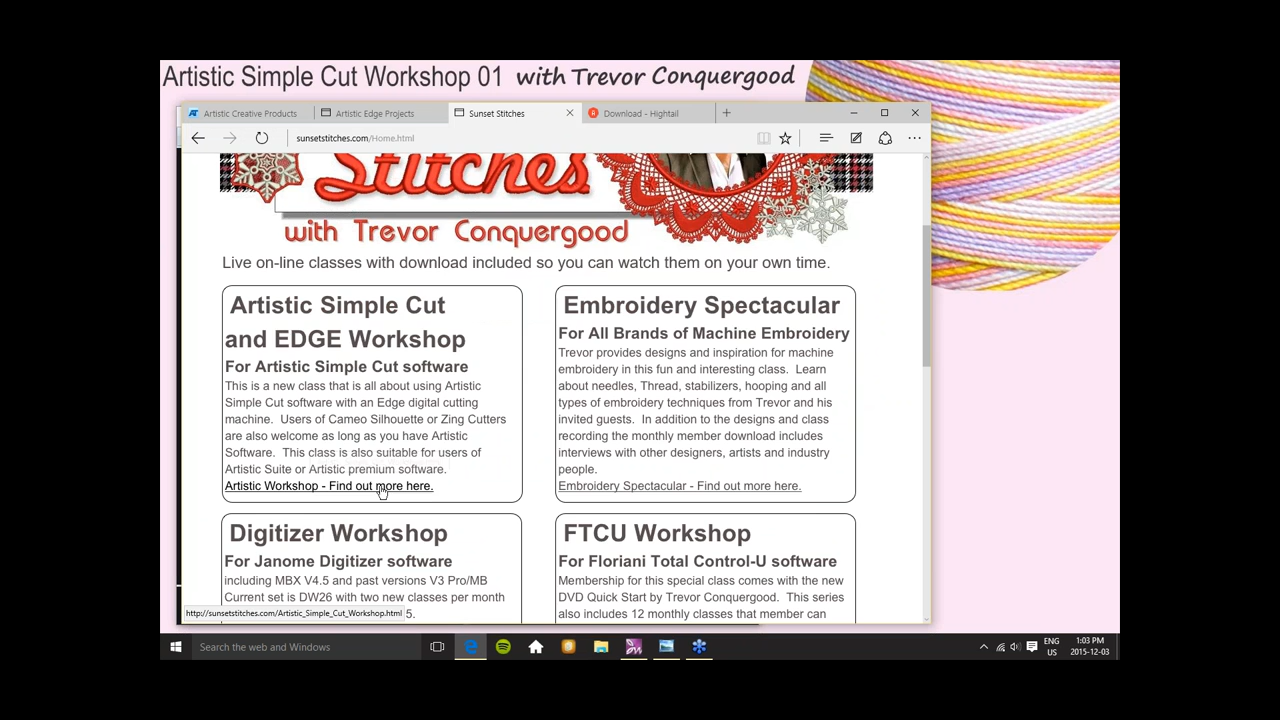 Artistic Simple Cut Workshop 01 with Trevor Conquergood
Artistic Creative Products
Artistic Edge Projects
Sunset Stitches
Download - Hightail
sunsetstitches.com/Home.html
Stitches
with Trevor Conquergood
Live on-line classes with download included so you can watch them on your own time.
Artistic Simple Cut
and EDGE Workshop
For Artistic Simple Cut software
This is a new class that is all about using Artistic
Simple Cut software with an Edge digital cutting
machine. Users of Cameo Silhouette or Zing Cutters
are also welcome as long as you have Artistic
Software. This class is also suitable for users of
Artistic Suite or Artistic premium software.
Artistic Workshop - Find out more here.
Embroidery Spectacular
For All Brands of Machine Embroidery
Trevor provides designs and inspiration for machine
embroidery in this fun and interesting class. Learn
about needles, Thread, stabilizers, hooping and all
types of embroidery techniques from Trevor and his
invited guests. In addition to the designs and class
recording the monthly member download includes
interviews with other designers, artists and industry
people.
Embroidery Spectacular - Find out more here.
Digitizer Workshop
For Janome Digitizer software
including MBX V4.5 and past versions V3 Pro/MB
Current set is DW26 with two new classes per month
5.
FTCU Workshop
For Floriani Total Control-U software
Membership for this special class comes with the new
DVD Quick Start by Trevor Conquergood. This series
also includes 12 monthly classes that member can
http://sunsetstitches.com/Artistic_Simple_Cut_Workshop.html
Search the web and Windows
ENG
US
1:03 PM
2015-12-03